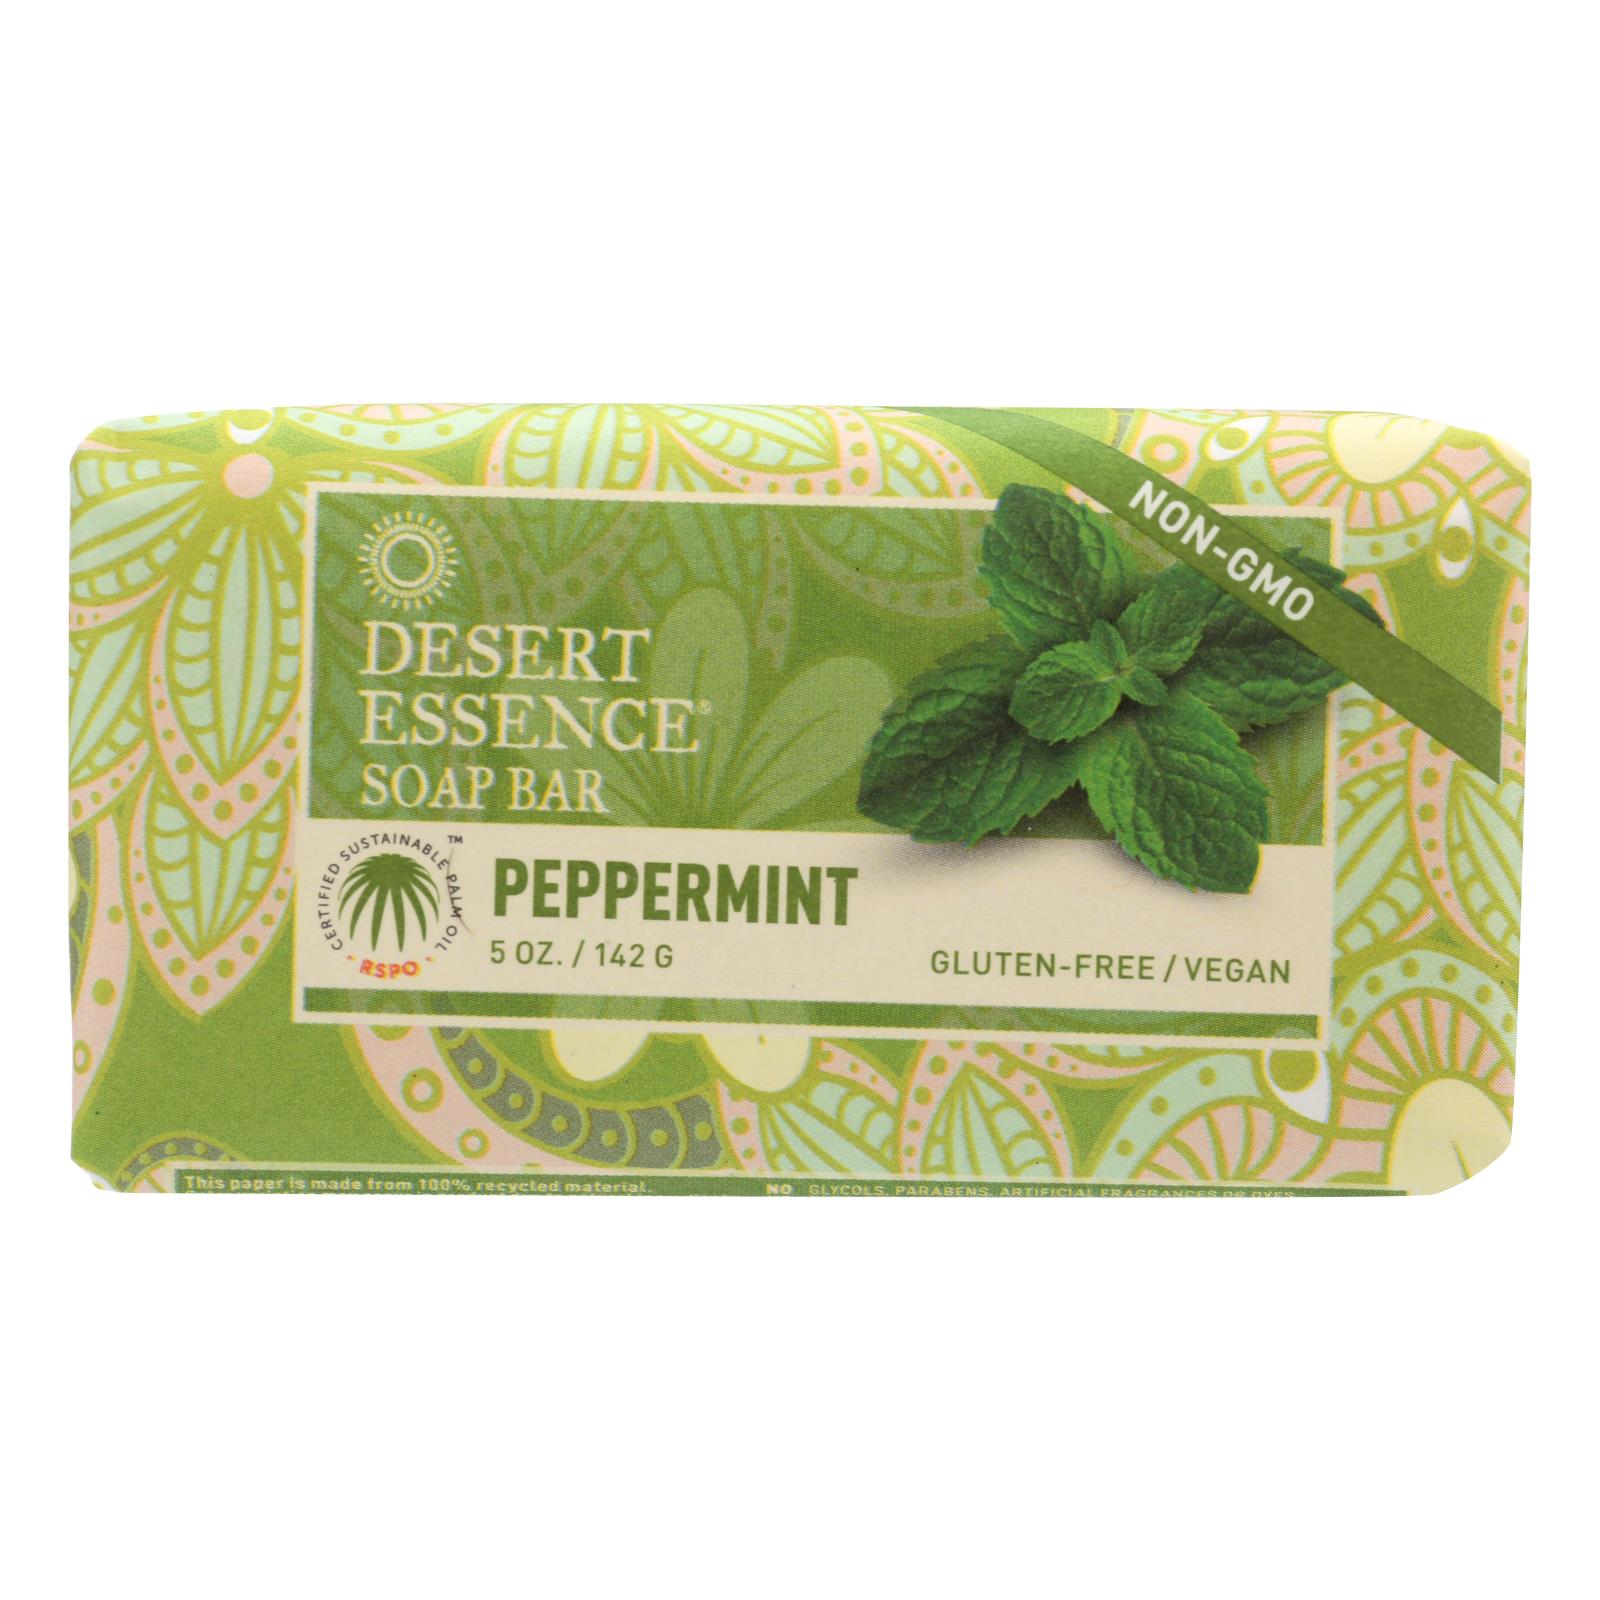 NON-GMO
DESERT
ESSENCE®
SOAP BAR
CERTIFIED SUSTAINABLE PALM OIL ™
RSPO
PEPPERMINT
5 OZ. / 142 G
GLUTEN-FREE / VEGAN
This paper is made from 100% recycled material.
NO GLYCOLS, PARABENS, ARTIFICIAL FRAGRANCES OR DYES